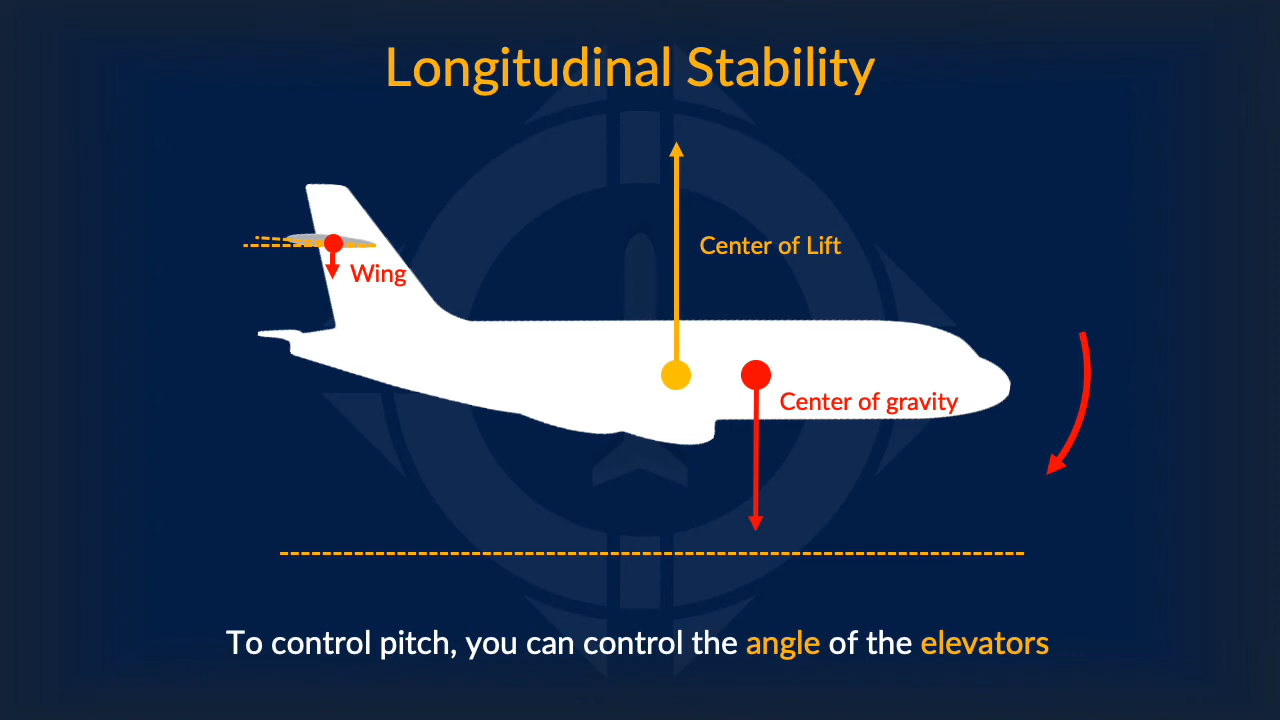 Longitudinal Stability
Center of Lift
Wing
Center of gravity
To control pitch, you can control the angle of the elevators